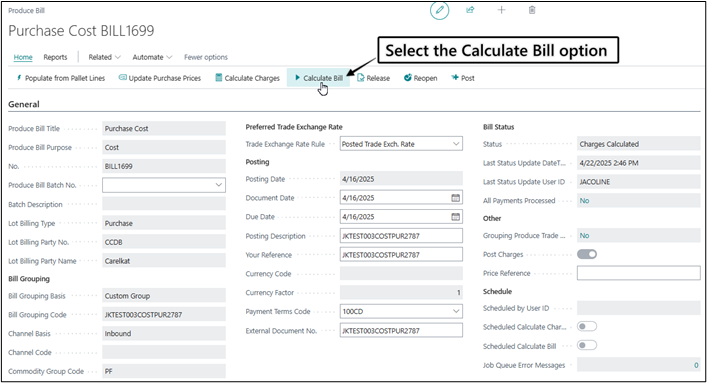 Produce Bill
Purchase Cost BILL1699
Home Reports Related Automate Fewer options
Select the Calculate Bill option
Populate from Pallet Lines Update Purchase Prices Calculate Charges Calculate Bill Release Reopen Post
General
Produce Bill Title Purchase Cost
Produce Bill Purpose Cost
No. BILL1699
Produce Bill Batch No.
Batch Description
Lot Billing Type Purchase
Lot Billing Party No. CCDB
Lot Billing Party Name Carelkat
Bill Grouping
Bill Grouping Basis Custom Group
Bill Grouping Code JKTEST003COSTPUR2787
Channel Basis Inbound
Channel Code
Commodity Group Code PF
Preferred Trade Exchange Rate
Trade Exchange Rate Rule Posted Trade Exch. Rate
Posting
Posting Date 4/16/2025
Document Date 4/16/2025
Due Date 4/16/2025
Posting Description JKTEST003COSTPUR2787
Your Reference JKTEST003COSTPUR2787
Currency Code
Currency Factor 1
Payment Terms Code 100CD
External Document No. JKTEST003COSTPUR2787
Bill Status
Status Charges Calculated
Last Status Update DateT... 4/22/2025 2:46 PM
Last Status Update User ID JACOLINE
All Payments Processed No
Other
Grouping Produce Trade ... No
Post Charges
Price Reference
Schedule
Scheduled by User ID
Scheduled Calculate Char...
Scheduled Calculate Bill
Job Queue Error Messages 0